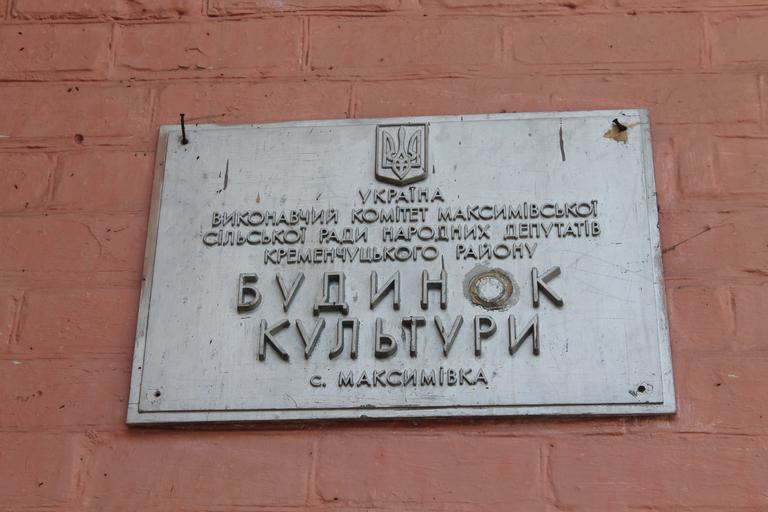 УКРАЇНА
ВИКОНАВЧИЙ КОМІТЕТ МАКСИМІВСЬКОЇ
СІЛЬСЬКОЇ РАДИ НАРОДНИХ ДЕПУТАТІВ
КРЕМЕНЧУЦЬКОГО РАЙОНУ
БУДИНОК
КУЛЬТУРИ
с. МАКСИМІВКА